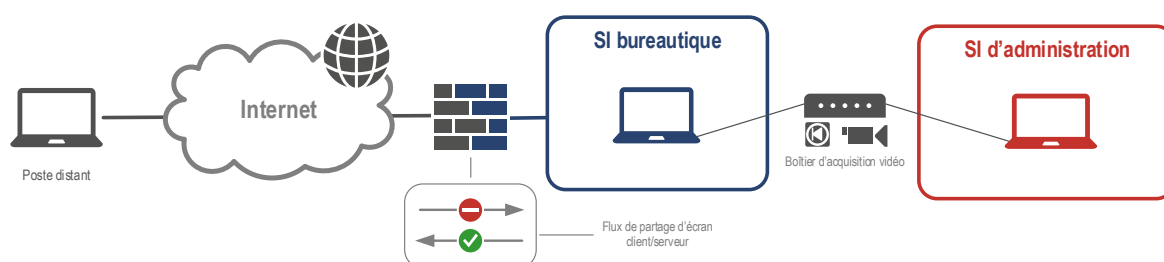 SI bureautique
SI d'administration
Internet
Poste distant
Boîtier d'acquisition vidéo
Flux de partage d'écran
client/serveur